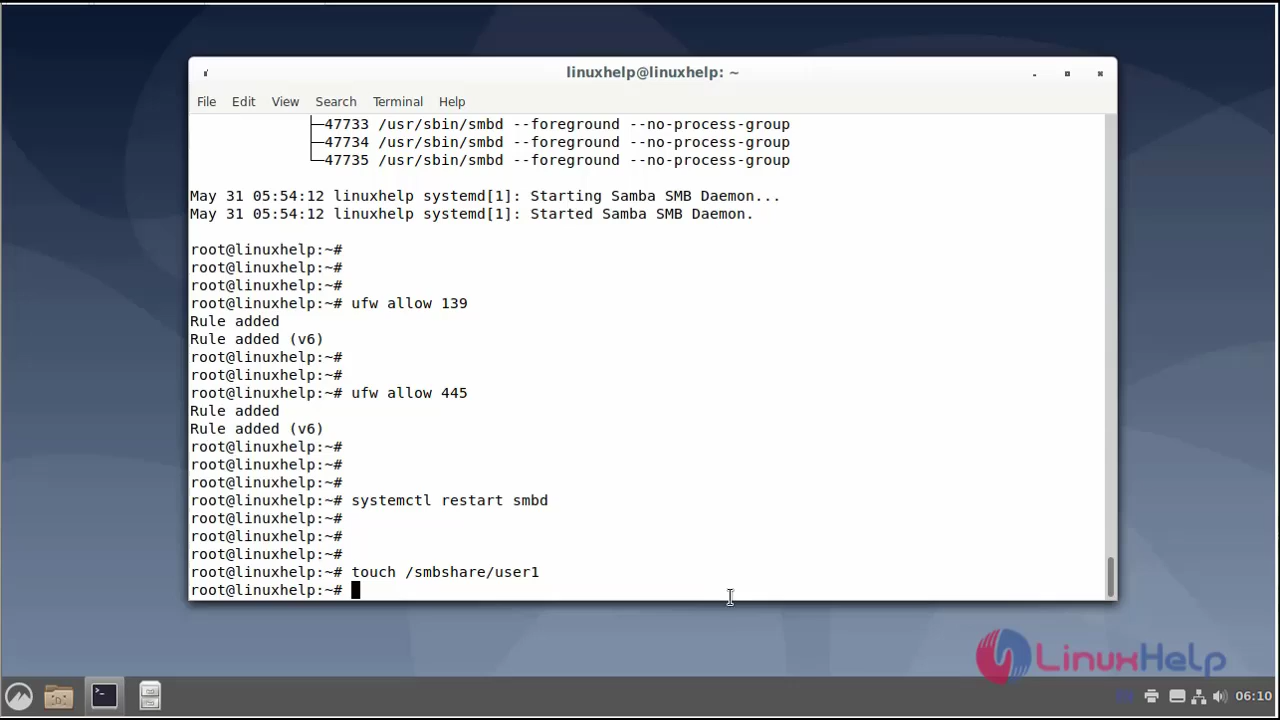 linuxhelp@linuxhelp: ~
File Edit View Search Terminal Help
├─47733 /usr/sbin/smbd --foreground --no-process-group
├─47734 /usr/sbin/smbd --foreground --no-process-group
└─47735 /usr/sbin/smbd --foreground --no-process-group
May 31 05:54:12 linuxhelp systemd[1]: Starting Samba SMB Daemon...
May 31 05:54:12 linuxhelp systemd[1]: Started Samba SMB Daemon.
root@linuxhelp:~#
root@linuxhelp:~#
root@linuxhelp:~#
root@linuxhelp:~# ufw allow 139
Rule added
Rule added (v6)
root@linuxhelp:~#
root@linuxhelp:~#
root@linuxhelp:~# ufw allow 445
Rule added
Rule added (v6)
root@linuxhelp:~#
root@linuxhelp:~#
root@linuxhelp:~#
root@linuxhelp:~# systemctl restart smbd
root@linuxhelp:~#
root@linuxhelp:~#
root@linuxhelp:~#
root@linuxhelp:~# touch /smbshare/user1
root@linuxhelp:~#
LinuxHelp
06:10